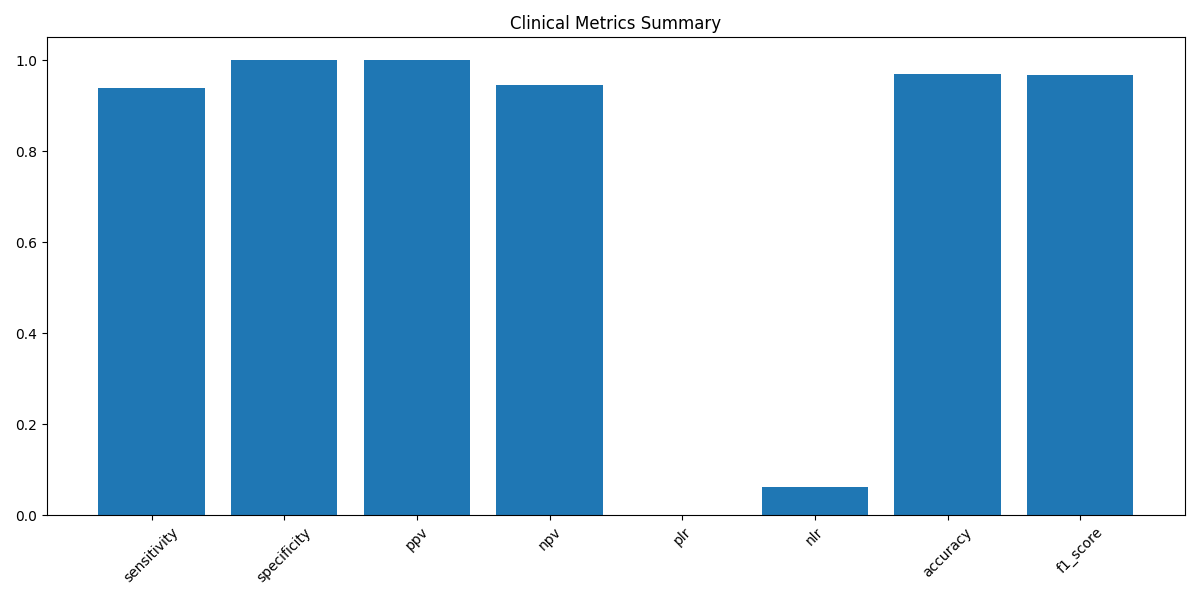 Clinical Metrics Summary
1.0
0.8
0.6
0.4
0.2
0.0
sensitivity
specificity
ppv
npv
plr
nlr
accuracy
f1_score